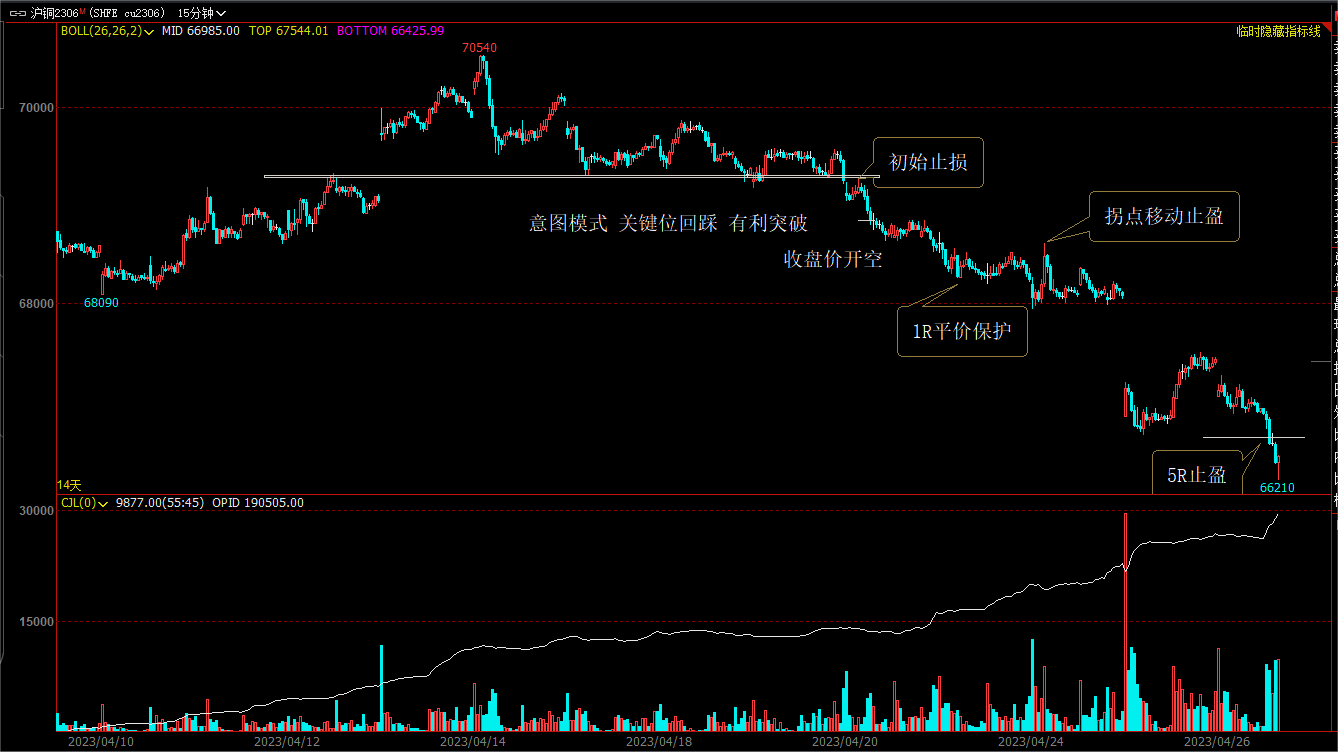 沪铜2306M (SHFE cu2306) 15分钟
BOLL(26,26,2) MID 66985.00 TOP 67544.01 BOTTOM 66425.99
临时隐藏指标线
70540
70000
初始止损
拐点移动止盈
意图模式 关键位回踩 有利突破
收盘价开空
68000
68090
1R平价保护
5R止盈
14天
66210
CJL(0) 9877.00(55:45) OPID 190505.00
30000
15000
2023/04/10 2023/04/12 2023/04/14 2023/04/18 2023/04/20 2023/04/24 2023/04/26